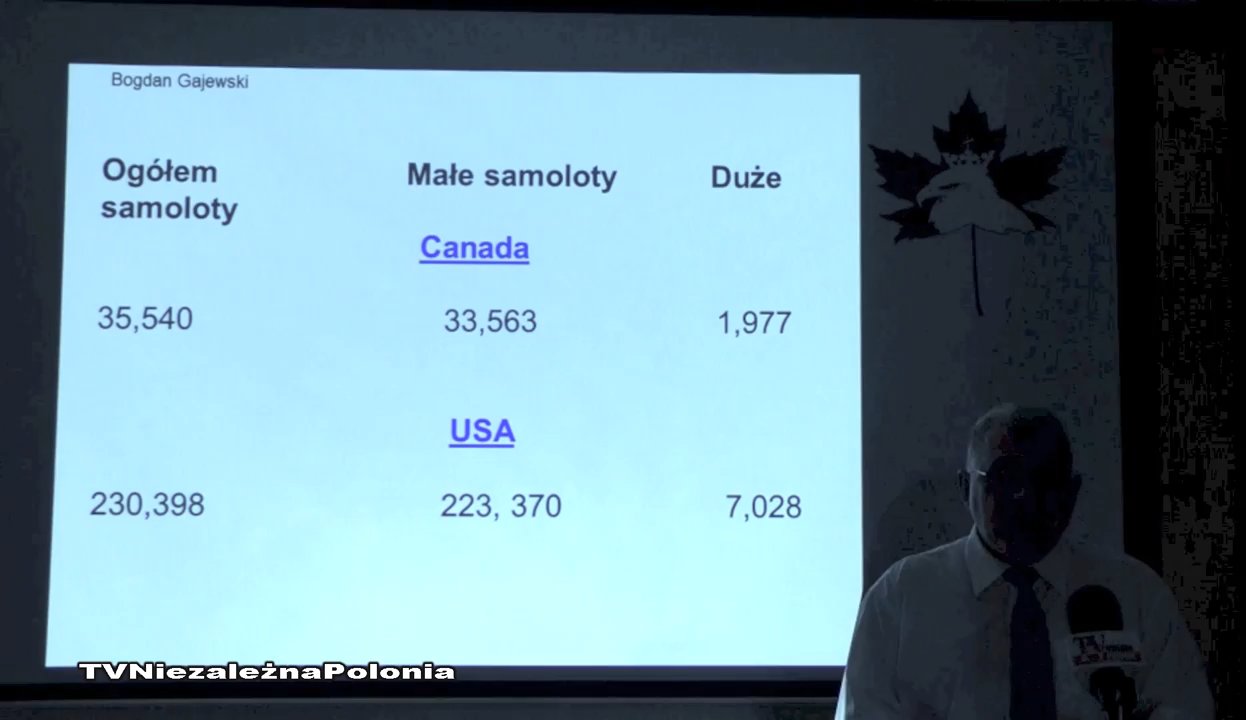 Bogdan Gajewski
Ogółem samoloty
Małe samoloty
Duże
Canada
35,540
33,563
1,977
USA
230,398
223, 370
7,028
TVNiezależnaPolonia